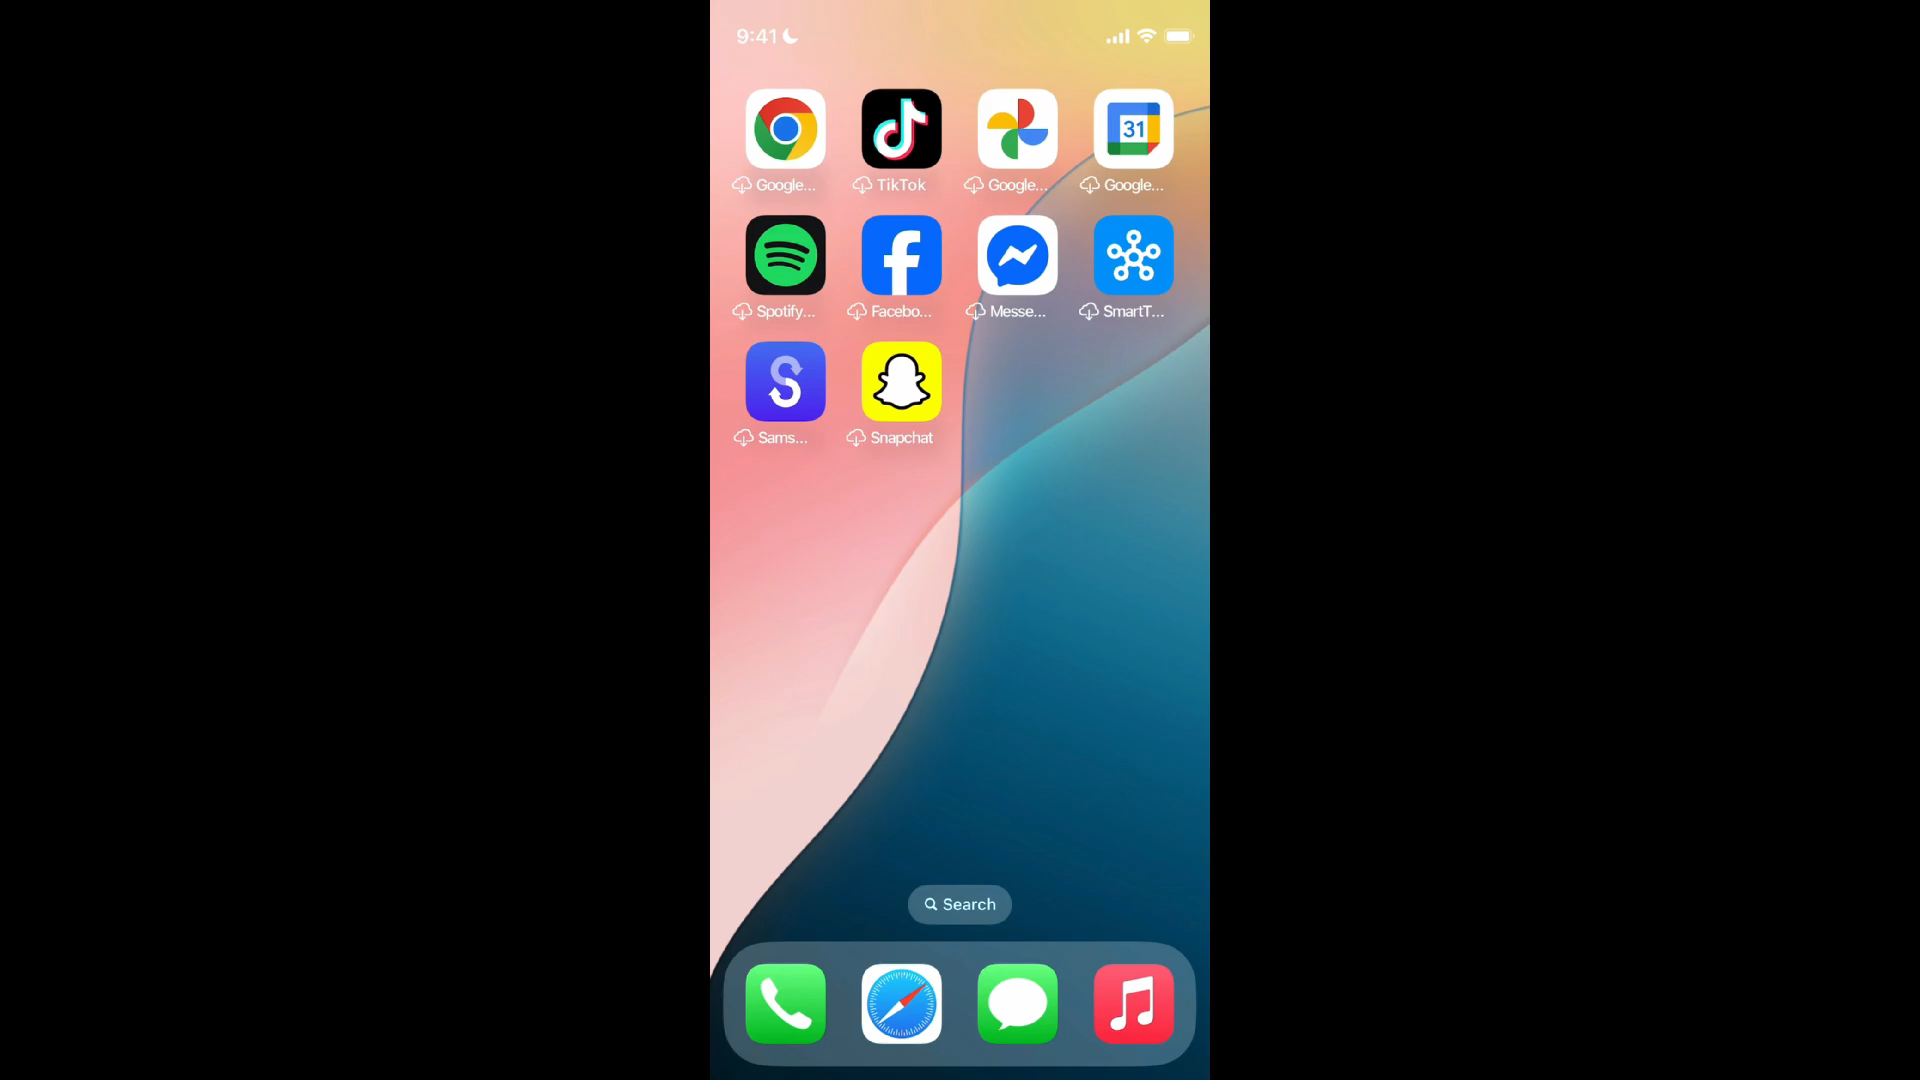 9:41
31
Google... TikTok Google... Google...
Spotify... Facebo... Messe... SmartT...
Sams... Snapchat
Search